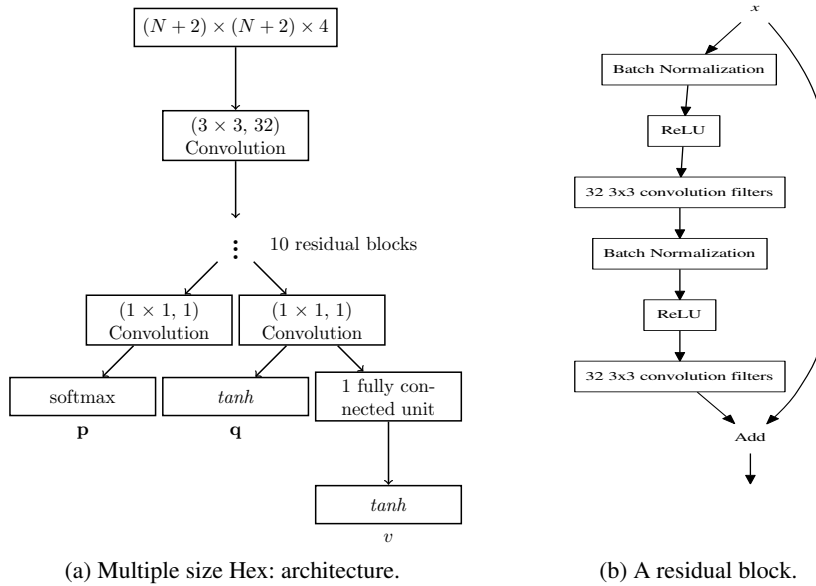 (N + 2) × (N + 2) × 4
(3 × 3, 32)
Convolution
10 residual blocks
(1 × 1, 1)
Convolution
(1 × 1, 1)
Convolution
softmax
p
tanh
q
1 fully con-
nected unit
tanh
v
(a) Multiple size Hex: architecture.
x
Batch Normalization
ReLU
32 3x3 convolution filters
Batch Normalization
ReLU
32 3x3 convolution filters
Add
(b) A residual block.